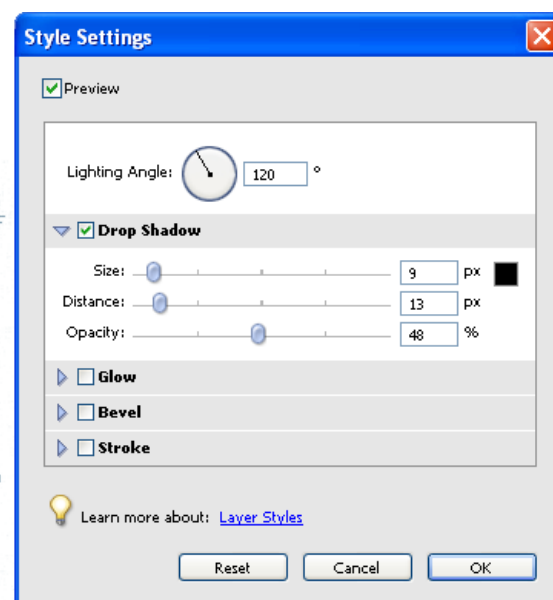 Style Settings
Preview
Lighting Angle: 120 °
Drop Shadow
Size: 9 px
Distance: 13 px
Opacity: 48 %
Glow
Bevel
Stroke
Learn more about: Layer Styles
Reset Cancel OK